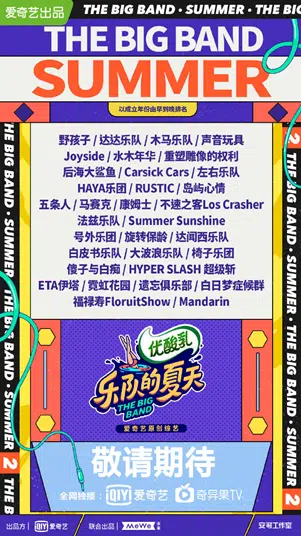 爱奇艺出品
THE BIG BAND • SUMMER • THE BIG BAND
THE BIG BAND
SUMMER
以成立年份由早到晚排名
野孩子 / 达达乐队 / 木马乐队 / 声音玩具
Joyside / 水木年华 / 重塑雕像的权利
后海大鲨鱼 / Carsick Cars / 左右乐队
HAYA乐团 / RUSTIC / 岛屿心情
五条人 / 马赛克 / 康姆士 / 不速之客Los Crasher
法兹乐队 / Summer Sunshine
号外乐团 / 旋转保龄 / 达闻西乐队
白皮书乐队 / 大波浪乐队 / 椅子乐团
傻子与白痴 / HYPER SLASH 超级斩
ETA伊塔 / 霓虹花园 / 遗忘俱乐部 / 白日梦症候群
福禄寿FloruitShow / Mandarin
THE BIG BAND • SUMMER 2
THE BIG BAND • SUMMER 2
优酸乳
乐队的夏天
THE BIG BAND
爱奇艺原创综艺
敬请期待
全网独播: iQIYI 爱奇艺 奇异果TV
出品方 | iQIYI 爱奇艺 联合出品 | MEWE 安号工作室